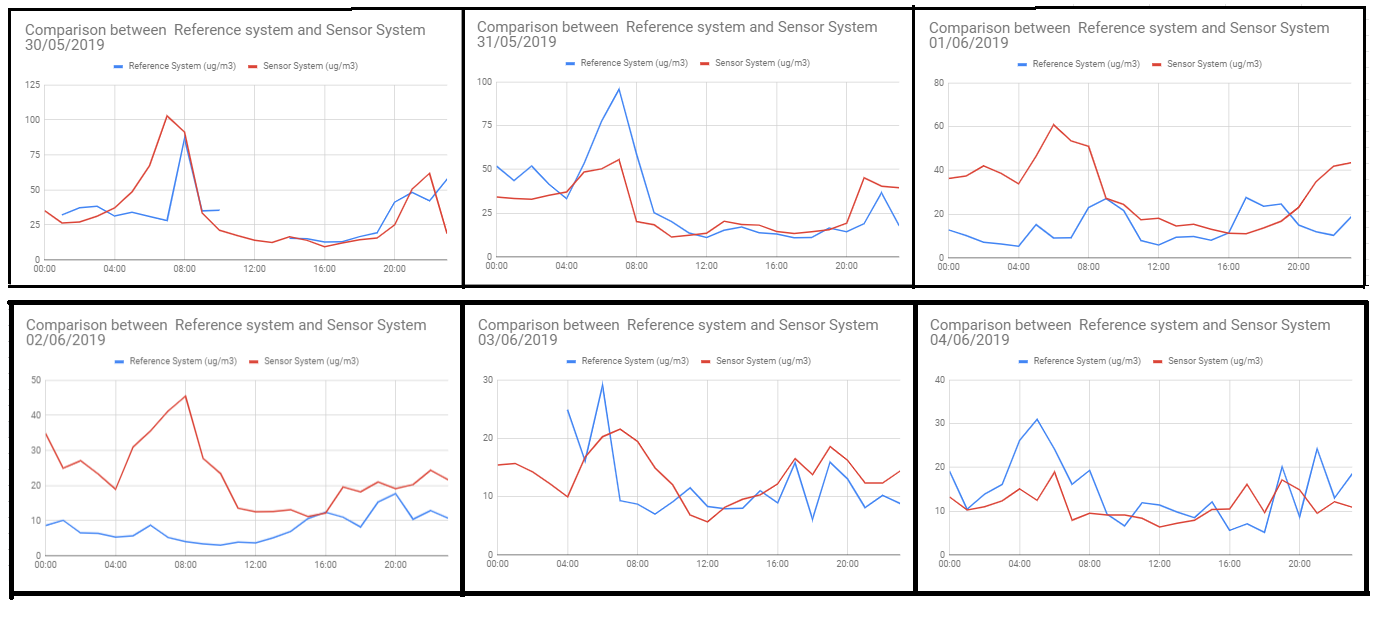 Comparison between  Reference system and Sensor System
30/05/2019
Reference System (ug/m3) Sensor System (ug/m3)
125
100
75
50
25
0
00:00 04:00 08:00 12:00 16:00 20:00
Comparison between  Reference system and Sensor System
31/05/2019
Reference System (ug/m3) Sensor System (ug/m3)
100
75
50
25
0
00:00 04:00 08:00 12:00 16:00 20:00
Comparison between  Reference system and Sensor System
01/06/2019
Reference System (ug/m3) Sensor System (ug/m3)
80
60
40
20
0
00:00 04:00 08:00 12:00 16:00 20:00
Comparison between  Reference system and Sensor System
02/06/2019
Reference System (ug/m3) Sensor System (ug/m3)
50
40
30
20
10
0
00:00 04:00 08:00 12:00 16:00 20:00
Comparison between  Reference system and Sensor System
03/06/2019
Reference System (ug/m3) Sensor System (ug/m3)
30
20
10
0
00:00 04:00 08:00 12:00 16:00 20:00
Comparison between  Reference system and Sensor System
04/06/2019
Reference System (ug/m3) Sensor System (ug/m3)
40
30
20
10
0
00:00 04:00 08:00 12:00 16:00 20:00